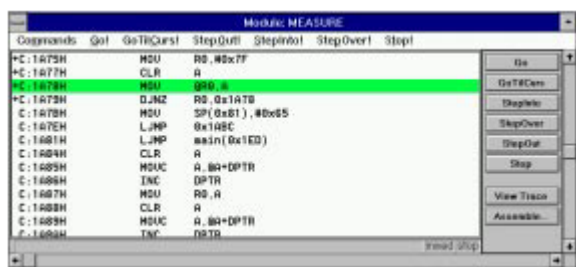 Module: MEASURE
Commands Go! GoTilCurs! StepOut! StepInto! StepOver! Stop!
+C:1A75H MOV R0,#0x7F
+C:1A77H CLR A
+C:1A78H MOV @R0,A
+C:1A79H DJNZ R0,0x1A78
C:1A7BH MOV SP(0x81),#0x65
C:1A7EH LJMP 0x1ABC
C:1A81H LJMP main(0x1ED)
C:1A84H CLR A
C:1A85H MOVC A,@A+DPTR
C:1A86H INC DPTR
C:1A87H MOV R0,A
C:1A88H CLR A
C:1A89H MOVC A,@A+DPTR
C:1A8AH INC DPTR
Go
GoTilCurs
StepInto
StepOver
StepOut
Stop
View Trace
Assemble...
stop